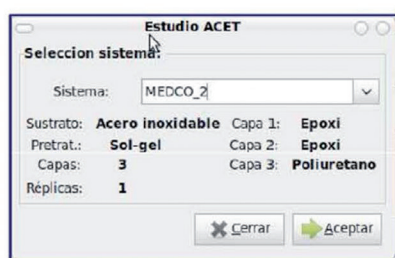 Estudio ACET
Seleccion sistema:
Sistema: MEDCO_2
Sustrato: Acero inoxidable Capa 1: Epoxi
Pretrat.: Sol-gel Capa 2: Epoxi
Capas: 3 Capa 3: Poliuretano
Réplicas: 1
Cerrar Aceptar